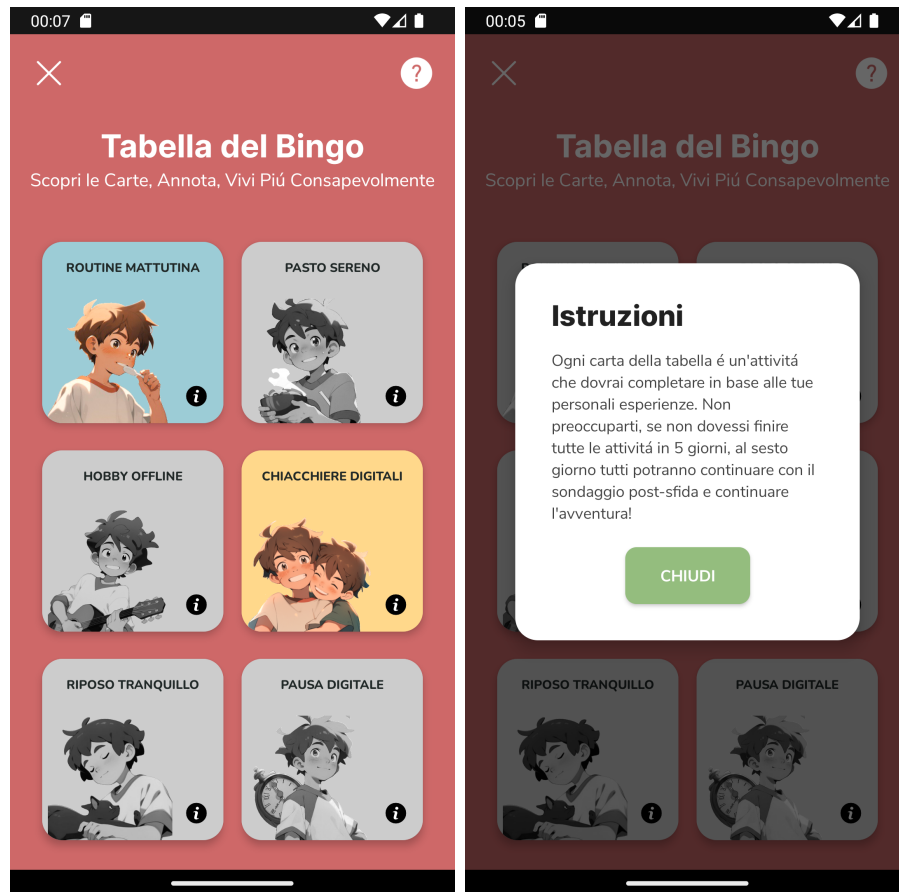 00:07
?
Tabella del Bingo
Scopri le Carte, Annota, Vivi Piú Consapevolmente
ROUTINE MATTUTINA
PASTO SERENO
i
i
HOBBY OFFLINE
CHIACCHIERE DIGITALI
i
i
RIPOSO TRANQUILLO
PAUSA DIGITALE
i
i
00:05
?
Tabella del Bingo
Scopri le Carte, Annota, Vivi Piú Consapevolmente
Istruzioni
Ogni carta della tabella é un'attivitá
che dovrai completare in base alle tue
personali esperienze. Non
preoccuparti, se non dovessi finire
tutte le attivitá in 5 giorni, al sesto
giorno tutti potranno continuare con il
sondaggio post-sfida e continuare
l'avventura!
CHIUDI
RIPOSO TRANQUILLO
PAUSA DIGITALE
i
i